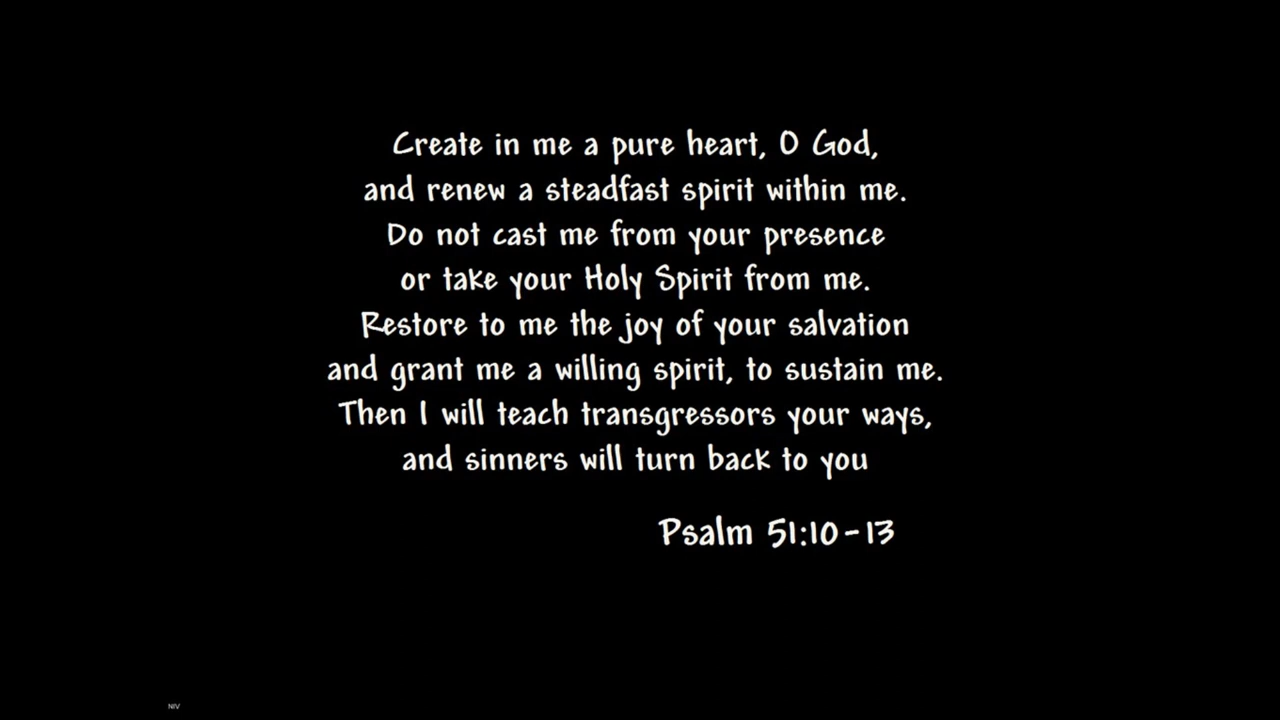 Create in me a pure heart, O God,
and renew a steadfast spirit within me.
Do not cast me from your presence
or take your Holy Spirit from me.
Restore to me the joy of your salvation
and grant me a willing spirit, to sustain me.
Then I will teach transgressors your ways,
and sinners will turn back to you
Psalm 51:10-13
NIV